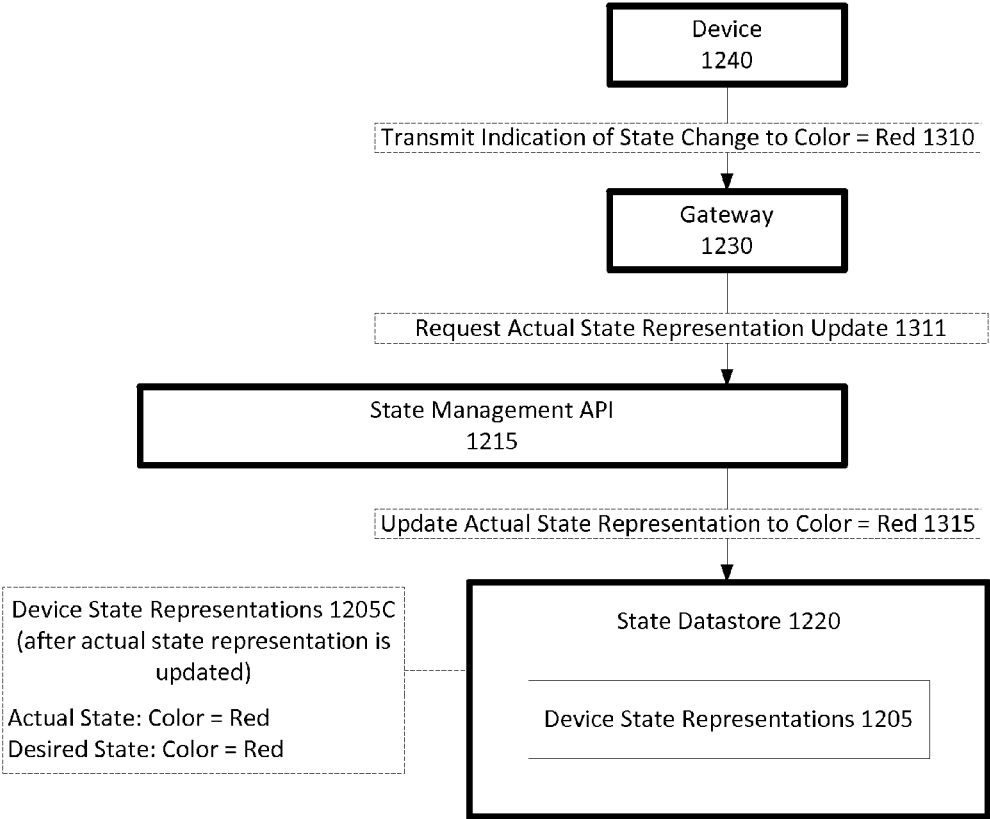 Device
1240
Transmit Indication of State Change to Color = Red 1310
Gateway
1230
Request Actual State Representation Update 1311
State Management API
1215
Update Actual State Representation to Color = Red 1315
Device State Representations 1205C
(after actual state representation is
updated)
Actual State: Color = Red
Desired State: Color = Red
State Datastore 1220
Device State Representations 1205